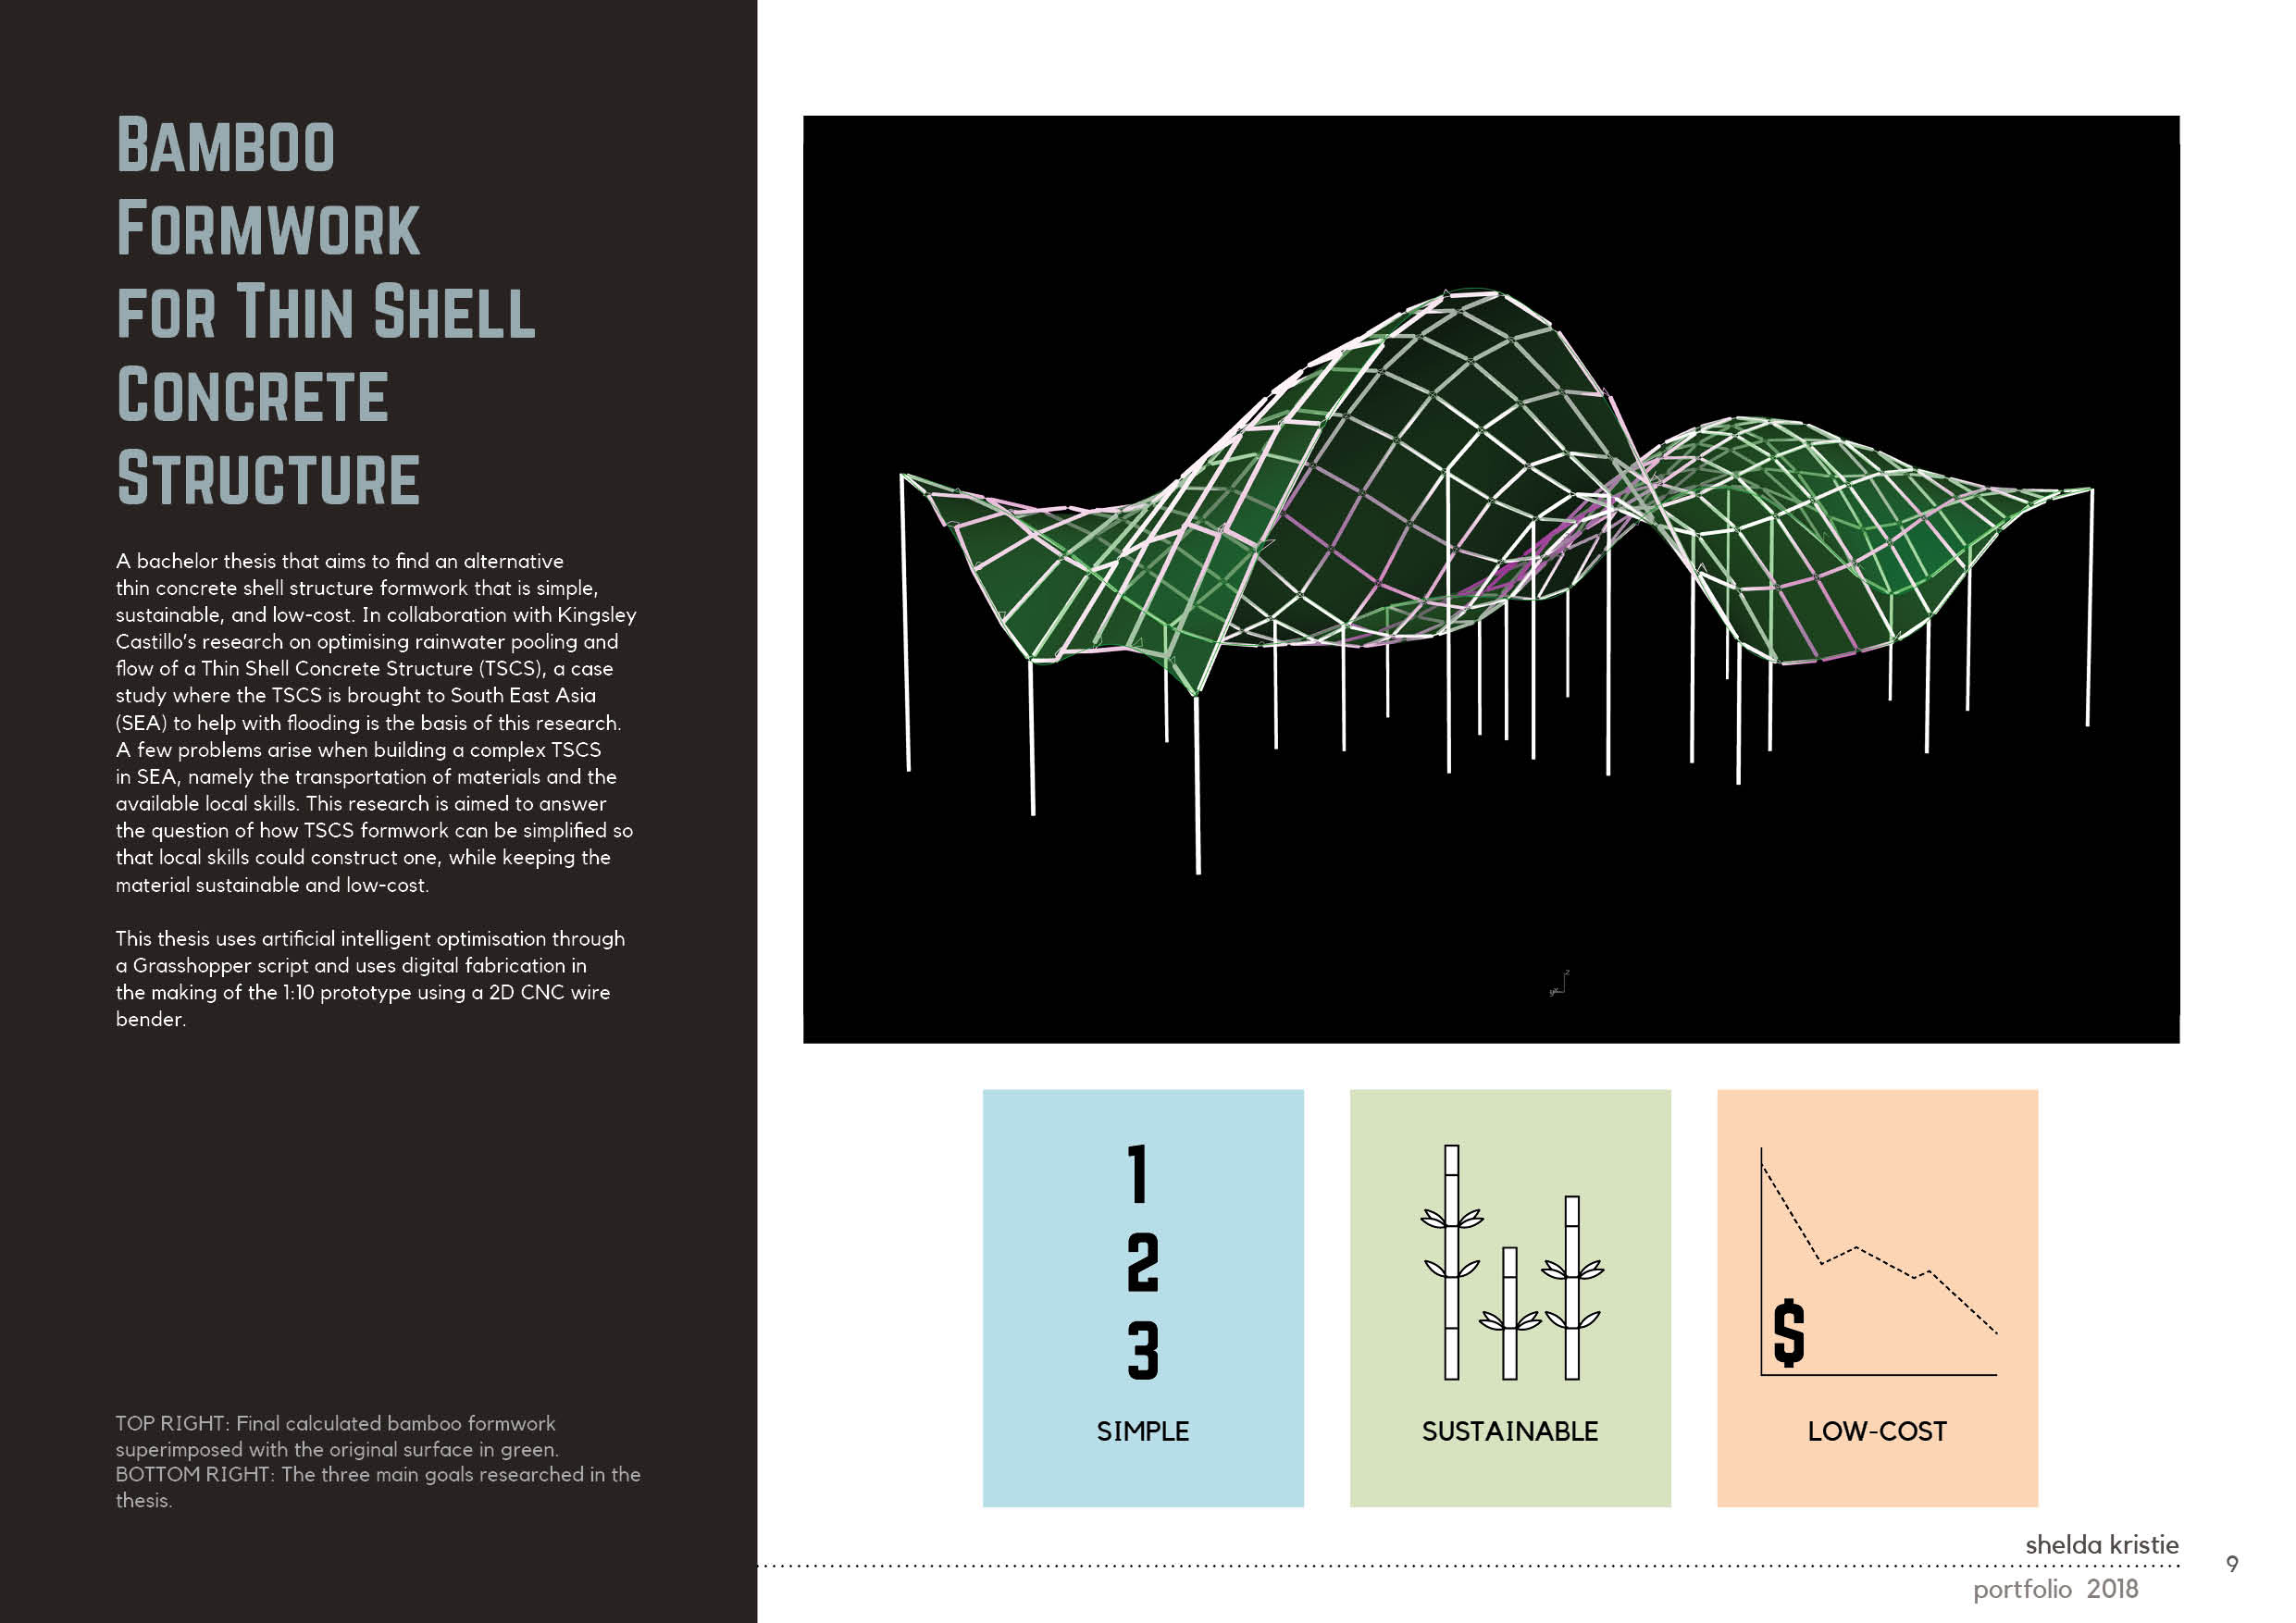 BAMBOO
FORMWORK
FOR THIN SHELL
CONCRETE
STRUCTURE
A bachelor thesis that aims to find an alternative
thin concrete shell structure formwork that is simple,
sustainable, and low-cost. In collaboration with Kingsley
Castillo's research on optimising rainwater pooling and
flow of a Thin Shell Concrete Structure (TSCS), a case
study where the TSCS is brought to South East Asia
(SEA) to help with flooding is the basis of this research.
A few problems arise when building a complex TSCS
in SEA, namely the transportation of materials and the
available local skills. This research is aimed to answer
the question of how TSCS formwork can be simplified so
that local skills could construct one, while keeping the
material sustainable and low-cost.
This thesis uses artificial intelligent optimisation through
a Grasshopper script and uses digital fabrication in
the making of the 1:10 prototype using a 2D CNC wire
bender.
TOP RIGHT: Final calculated bamboo formwork
superimposed with the original surface in green.
BOTTOM RIGHT: The three main goals researched in the
thesis.
1
2
3
SIMPLE
SUSTAINABLE
$
LOW-COST
shelda kristie
9
portfolio 2018